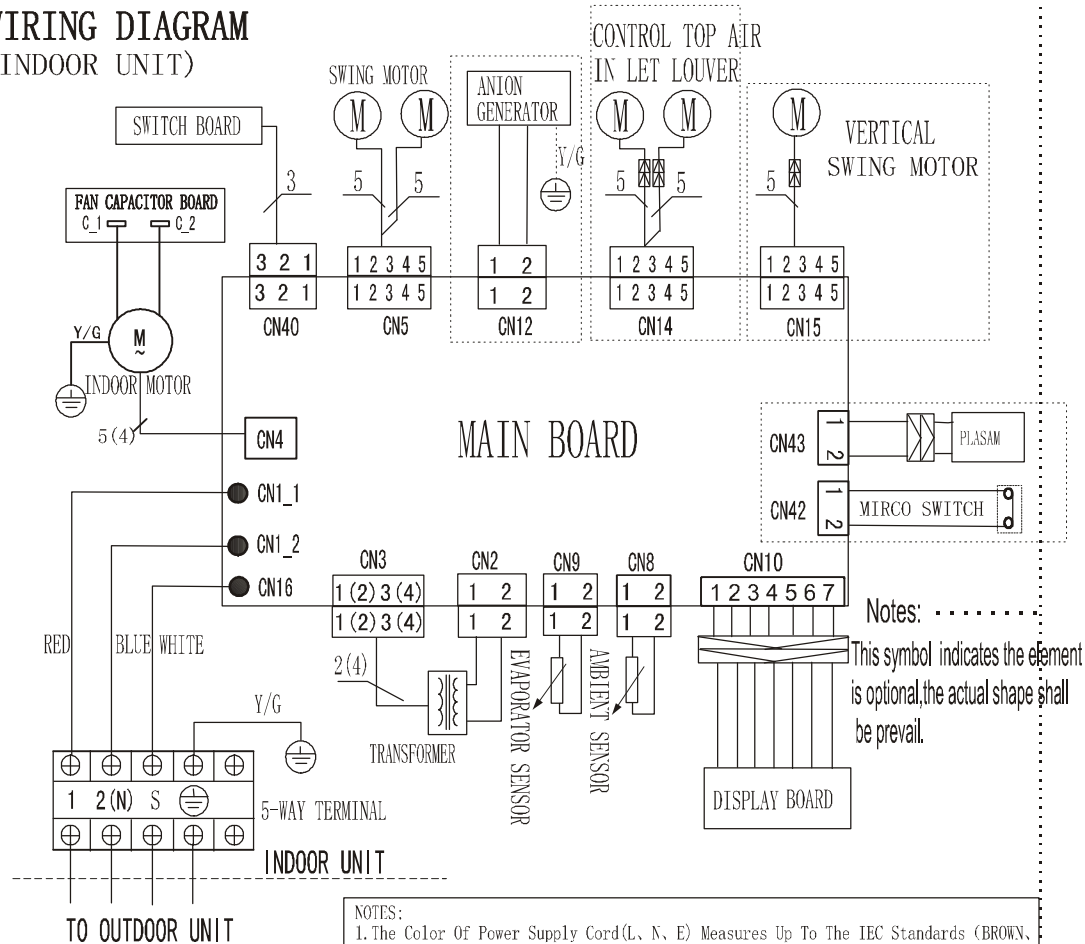 WIRING DIAGRAM
(INDOOR UNIT)
CONTROL TOP AIR
IN LET LOUVER
SWING MOTOR
ANION
GENERATOR
M M
M M
M
VERTICAL
SWING MOTOR
SWITCH BOARD
Y/G
3
5 5
5 5
5
FAN CAPACITOR BOARD
C_1 C_2
3 2 1
1 2 3 4 5
1 2
1 2 3 4 5
1 2 3 4 5
3 2 1
1 2 3 4 5
1 2
1 2 3 4 5
1 2 3 4 5
CN40
CN5
CN12
CN14
CN15
Y/G
M
~
INDOOR MOTOR
5(4)
CN4
MAIN BOARD
CN43
1
2
PLASAM
CN1_1
CN42
1
2
MIRCO SWITCH
CN1_2
CN16
CN3
CN2
CN9
CN8
CN10
1(2)3(4)
1 2
1 2
1 2
1 2 3 4 5 6 7
1(2)3(4)
1 2
1 2
1 2
Notes:
This symbol indicates the element
is optional,the actual shape shall
be prevail.
RED
BLUE
WHITE
2(4)
TRANSFORMER
EVAPORATOR SENSOR
AMBIENT SENSOR
Y/G
DISPLAY BOARD
1 2(N) S
5-WAY TERMINAL
INDOOR UNIT
TO OUTDOOR UNIT
NOTES:
1. The Color Of Power Supply Cord(L、N、E) Measures Up To The IEC Standards (BROWN、